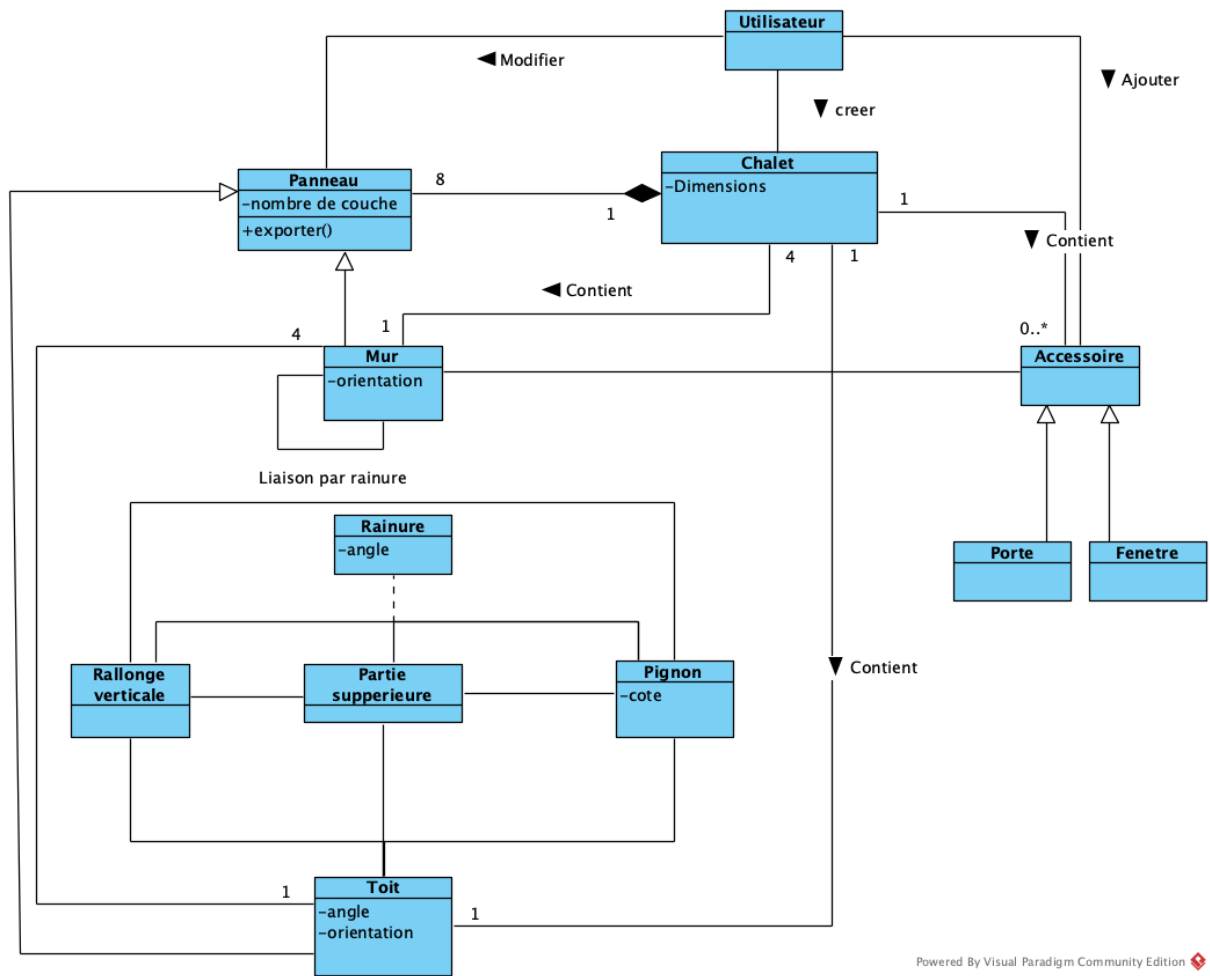 Utilisateur
Modifier
Ajouter
creer
Chalet
-Dimensions
Panneau
-nombre de couche
+exporter()
8
1
1
Contient
4
1
Contient
0..*
4
1
Mur
-orientation
Accessoire
Liaison par rainure
Rainure
-angle
Porte
Fenetre
Rallonge
verticale
Partie
supperieure
Pignon
-cote
Contient
1
1
Toit
-angle
-orientation
Powered By Visual Paradigm Community Edition